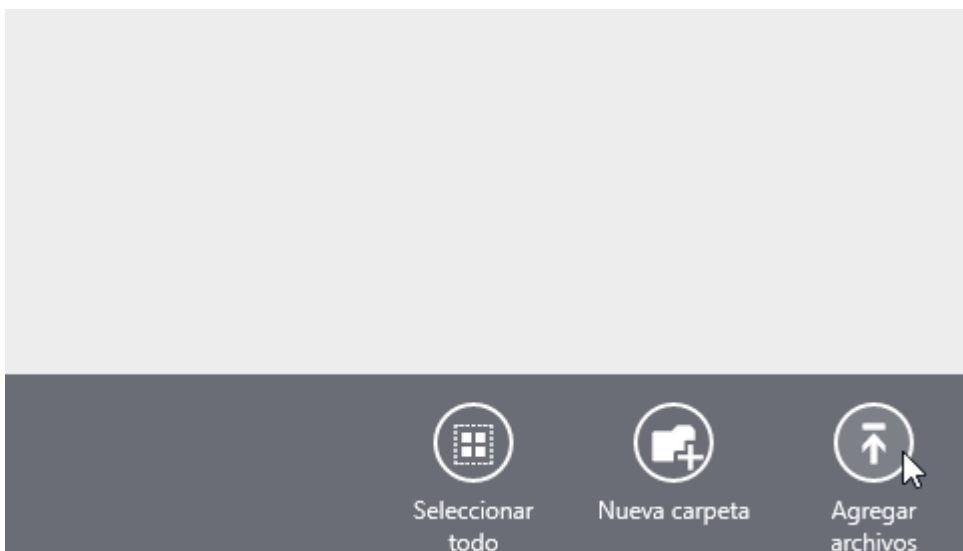 Seleccionar
todo
Nueva carpeta
Agregar
archivos